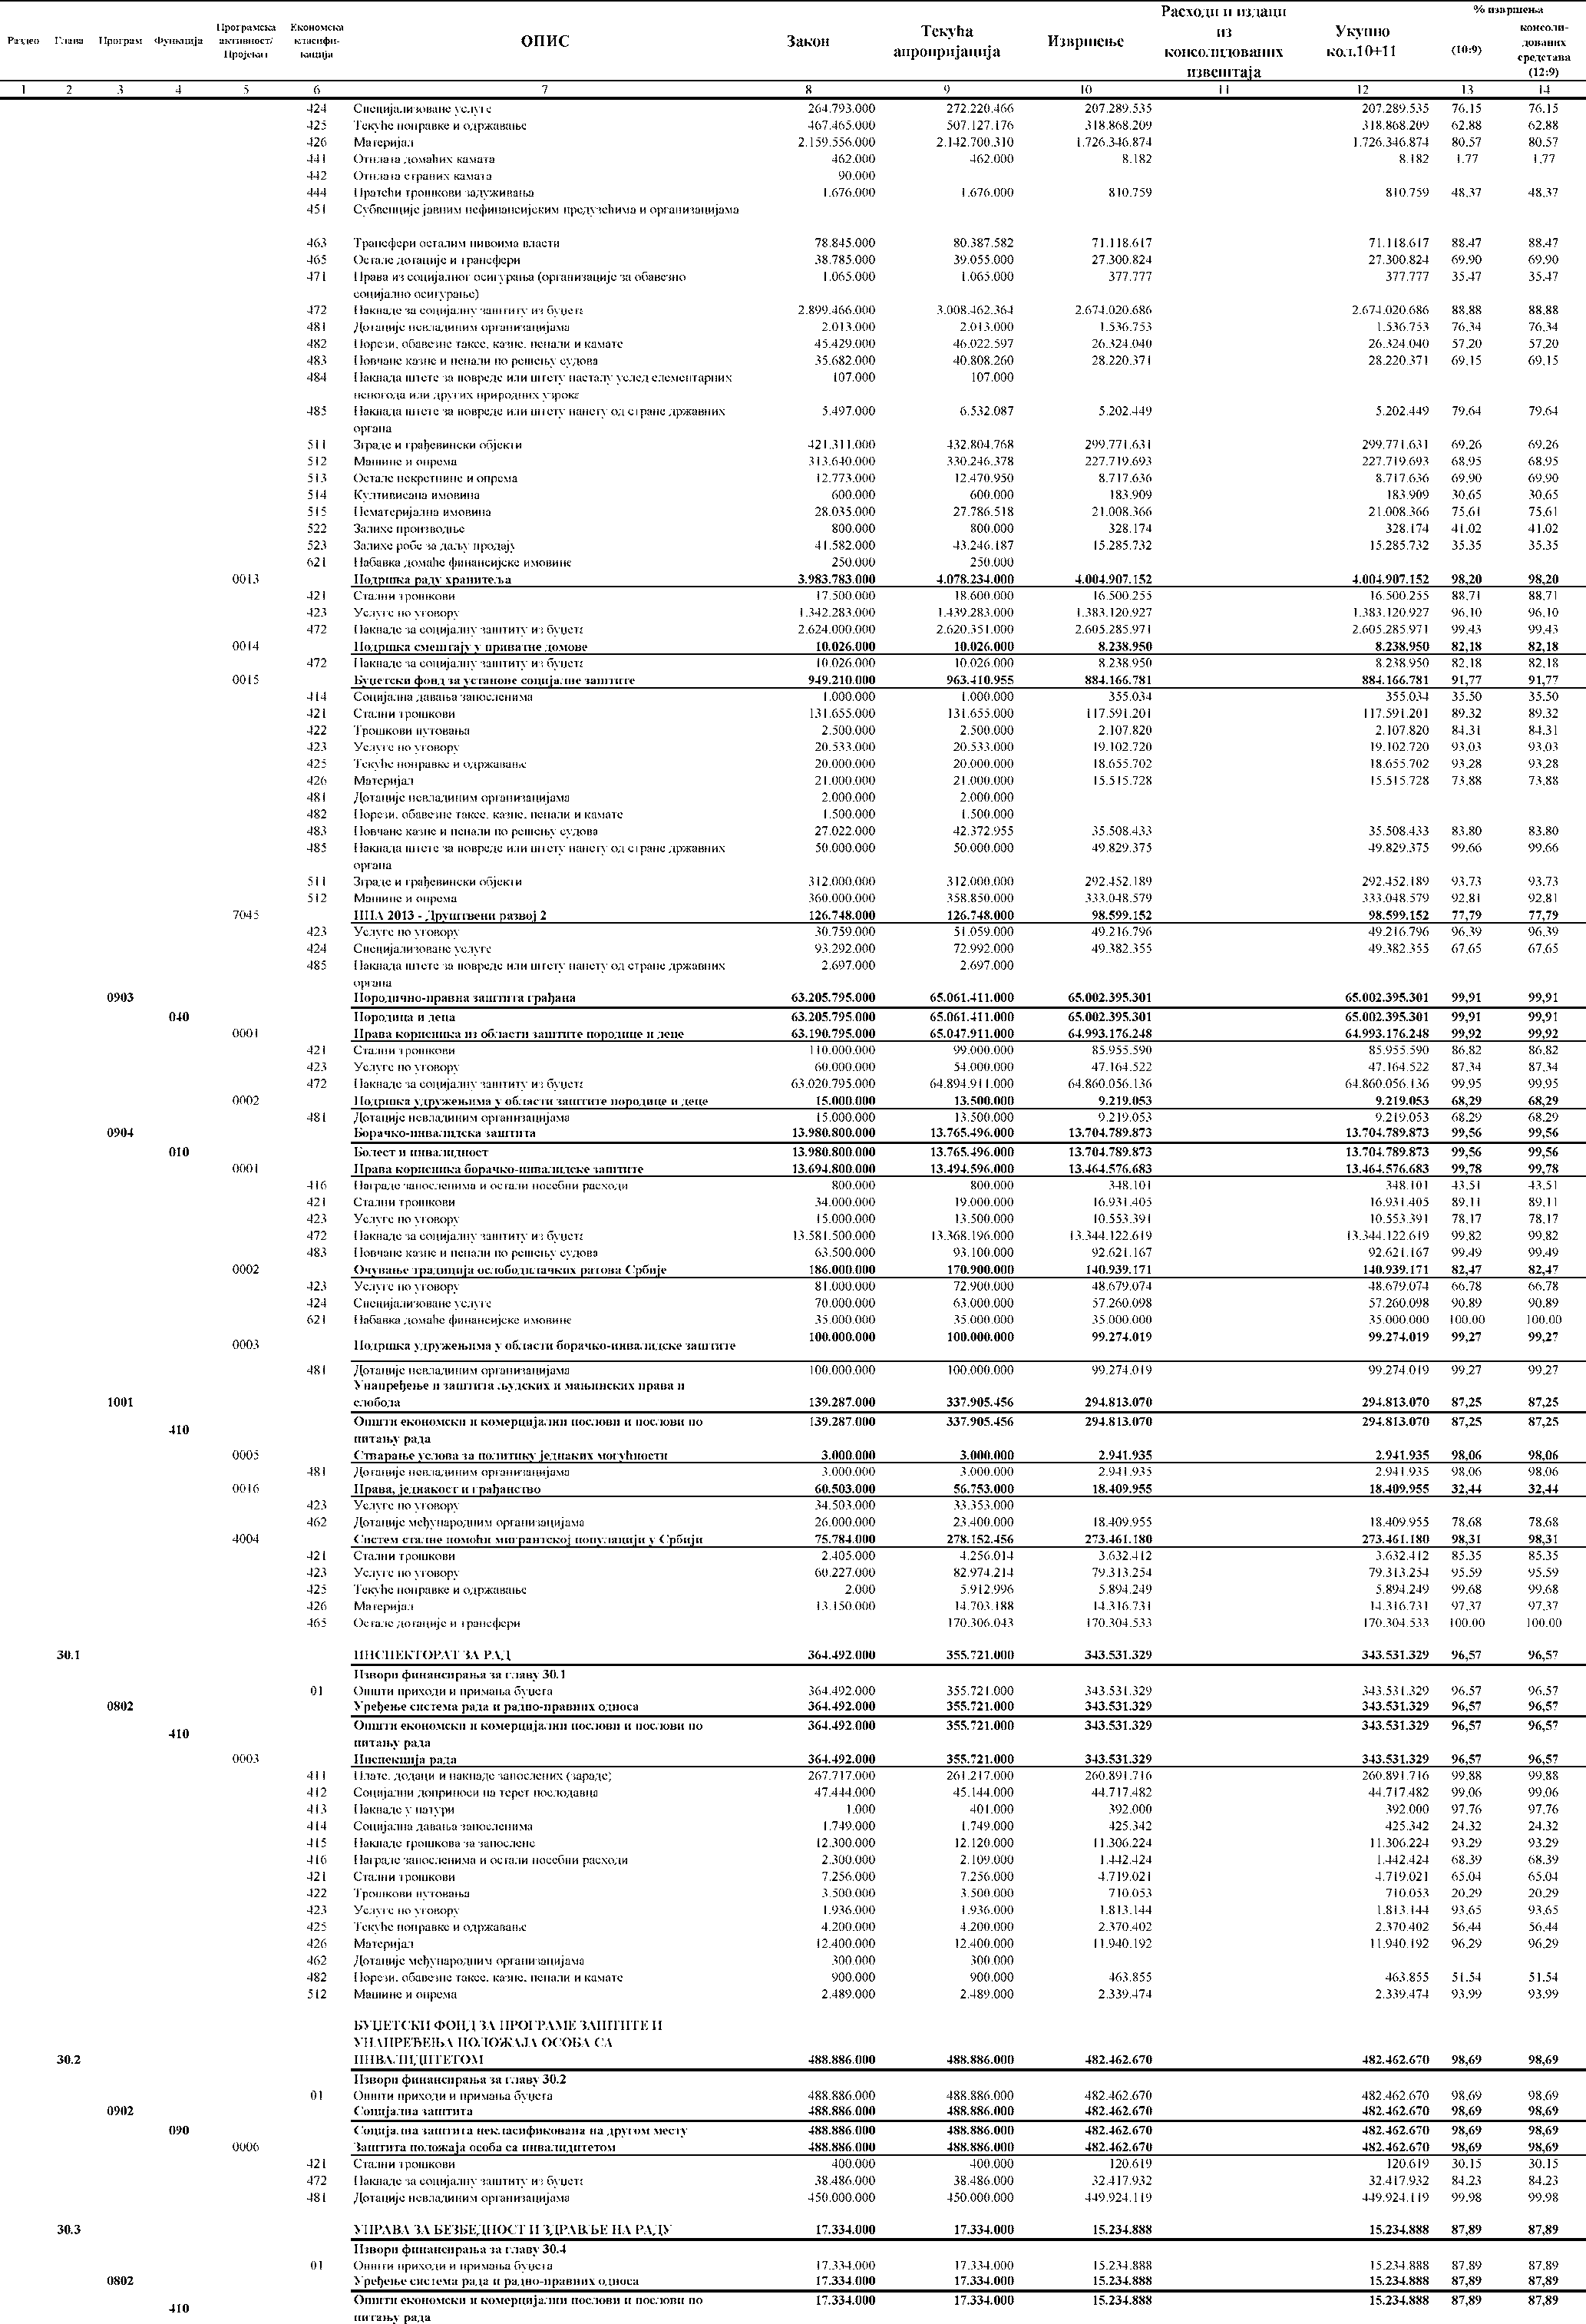 Раздео Глава Програм Функција Програмска активност/ Пројекат Економска класифи-кација ОПИС Закон Текућа апропријација Извршење Расходи и издаци из консолидованих извештаја Укупно кол.10+11 % извршења (10:9) консоли-дованих средстава (12:9)
1 2 3 4 5 6 7 8 9 10 11 12 13 14
424 Специјализоване услуге 264.793.000 272.220.466 207.289.535 207.289.535 76,15 76,15
425 Текуће поправке и одржавање 467.465.000 507.127.176 318.868.209 318.868.209 62,88 62,88
426 Материјал 2.159.556.000 2.142.700.310 1.726.346.874 1.726.346.874 80,57 80,57
441 Отплата домаћих камата 462.000 462.000 8.182 8.182 1,77 1,77
442 Отплата страних камата 90.000
444 Пратећи трошкови задуживања 1.676.000 1.676.000 810.759 810.759 48,37 48,37
451 Субвенције јавним нефинансијским предузећима и организацијама
463 Трансфери осталим нивоима власти 78.845.000 80.387.582 71.118.617 71.118.617 88,47 88,47
465 Остале дотације и трансфери 38.785.000 39.055.000 27.300.824 27.300.824 69,90 69,90
471 Права из социјалног осигурања (организације за обавезно 1.065.000 1.065.000 377.777 377.777 35,47 35,47
социјално осигурање)
472 Накнаде за социјалну заштиту из буџета 2.899.466.000 3.008.462.364 2.674.020.686 2.674.020.686 88,88 88,88
481 Дотације невладиним организацијама 2.013.000 2.013.000 1.536.753 1.536.753 76,34 76,34
482 Порези, обавезне таксе, казне, пенали и камате 45.429.000 46.022.597 26.324.040 26.324.040 57,20 57,20
483 Новчане казне и пенали по решењу судова 35.682.000 40.808.260 28.220.371 28.220.371 69,15 69,15
484 Накнада штете за повреде или штету насталу услед елементарних 107.000 107.000
непогода или других природних узрока
485 Накнада штете за повреде или штету нанету од стране државних 5.497.000 6.532.087 5.202.449 5.202.449 79,64 79,64
органа
511 Зграде и грађевински објекти 421.311.000 432.804.768 299.771.631 299.771.631 69,26 69,26
512 Машине и опрема 313.640.000 330.246.378 227.719.693 227.719.693 68,95 68,95
513 Остале некретнине и опрема 12.773.000 12.470.950 8.717.636 8.717.636 69,90 69,90
514 Култивисана имовина 600.000 600.000 183.909 183.909 30,65 30,65
515 Нематеријална имовина 28.035.000 27.786.518 21.008.366 21.008.366 75,61 75,61
522 Залихе производње 800.000 800.000 328.174 328.174 41,02 41,02
523 Залихе робе за даљу продају 41.582.000 43.246.187 15.285.732 15.285.732 35,35 35,35
621 Набавка домаће финансијске имовине 250.000 250.000
0013 Подршка раду хранитеља 3.983.783.000 4.078.234.000 4.004.907.152 4.004.907.152 98,20 98,20
421 Стални трошкови 17.500.000 18.600.000 16.500.255 16.500.255 88,71 88,71
423 Услуге по уговору 1.342.283.000 1.439.283.000 1.383.120.927 1.383.120.927 96,10 96,10
472 Накнаде за социјалну заштиту из буџета 2.624.000.000 2.620.351.000 2.605.285.971 2.605.285.971 99,43 99,43
0014 Подршка смештају у приватне домове 10.026.000 10.026.000 8.238.950 8.238.950 82,18 82,18
472 Накнаде за социјалну заштиту из буџета 10.026.000 10.026.000 8.238.950 8.238.950 82,18 82,18
0015 Буџетски фонд за установе социјалне заштите 949.210.000 963.410.955 884.166.781 884.166.781 91,77 91,77
414 Социјална давања запосленима 1.000.000 1.000.000 355.034 355.034 35,50 35,50
421 Стални трошкови 131.655.000 131.655.000 117.591.201 117.591.201 89,32 89,32
422 Трошкови путовања 2.500.000 2.500.000 2.107.820 2.107.820 84,31 84,31
423 Услуге по уговору 20.533.000 20.533.000 19.102.720 19.102.720 93,03 93,03
425 Текуће поправке и одржавање 20.000.000 20.000.000 18.655.702 18.655.702 93,28 93,28
426 Материјал 21.000.000 21.000.000 15.515.728 15.515.728 73,88 73,88
481 Дотације невладиним организацијама 2.000.000 2.000.000
482 Порези, обавезне таксе, казне, пенали и камате 1.500.000 1.500.000
483 Новчане казне и пенали по решењу судова 27.022.000 42.372.955 35.508.433 35.508.433 83,80 83,80
485 Накнада штете за повреде или штету нанету од стране државних 50.000.000 50.000.000 49.829.375 49.829.375 99,66 99,66
органа
511 Зграде и грађевински објекти 312.000.000 312.000.000 292.452.189 292.452.189 93,73 93,73
512 Машине и опрема 360.000.000 358.850.000 333.048.579 333.048.579 92,81 92,81
7045 ИПА 2013 - Друштвени развој 2 126.748.000 126.748.000 98.599.152 98.599.152 77,79 77,79
423 Услуге по уговору 30.759.000 51.059.000 49.216.796 49.216.796 96,39 96,39
424 Специјализоване услуге 93.292.000 72.992.000 49.382.355 49.382.355 67,65 67,65
485 Накнада штете за повреде или штету нанету од стране државних 2.697.000 2.697.000
органа
0903 Породично-правна заштита грађана 63.205.795.000 65.061.411.000 65.002.395.301 65.002.395.301 99,91 99,91
040 Породица и деца 63.205.795.000 65.061.411.000 65.002.395.301 65.002.395.301 99,91 99,91
0001 Права корисника из области заштите породице и деце 63.190.795.000 65.047.911.000 64.993.176.248 64.993.176.248 99,92 99,92
421 Стални трошкови 110.000.000 99.000.000 85.955.590 85.955.590 86,82 86,82
423 Услуге по уговору 60.000.000 54.000.000 47.164.522 47.164.522 87,34 87,34
472 Накнаде за социјалну заштиту из буџета 63.020.795.000 64.894.911.000 64.860.056.136 64.860.056.136 99,95 99,95
0002 Подршка удружењима у области заштите породице и деце 15.000.000 13.500.000 9.219.053 9.219.053 68,29 68,29
481 Дотације невладиним организацијама 15.000.000 13.500.000 9.219.053 9.219.053 68,29 68,29
0904 Борачко-инвалидска заштита 13.980.800.000 13.765.496.000 13.704.789.873 13.704.789.873 99,56 99,56
010 Болест и инвалидност 13.980.800.000 13.765.496.000 13.704.789.873 13.704.789.873 99,56 99,56
0001 Права корисника борачко-инвалидске заштите 13.694.800.000 13.494.596.000 13.464.576.683 13.464.576.683 99,78 99,78
416 Награде запосленима и остали посебни расходи 800.000 800.000 348.101 348.101 43,51 43,51
421 Стални трошкови 34.000.000 19.000.000 16.931.405 16.931.405 89,11 89,11
423 Услуге по уговору 15.000.000 13.500.000 10.553.391 10.553.391 78,17 78,17
472 Накнаде за социјалну заштиту из буџета 13.581.500.000 13.368.196.000 13.344.122.619 13.344.122.619 99,82 99,82
483 Новчане казне и пенали по решењу судова 63.500.000 93.100.000 92.621.167 92.621.167 99,49 99,49
0002 Очување традиција ослободилачких ратова Србије 186.000.000 170.900.000 140.939.171 140.939.171 82,47 82,47
423 Услуге по уговору 81.000.000 72.900.000 48.679.074 48.679.074 66,78 66,78
424 Специјализоване услуге 70.000.000 63.000.000 57.260.098 57.260.098 90,89 90,89
621 Набавка домаће финансијске имовине 35.000.000 35.000.000 35.000.000 35.000.000 100,00 100,00
0003 Подршка удружењима у области борачко-инвалидске заштите 100.000.000 100.000.000 99.274.019 99.274.019 99,27 99,27
481 Дотације невладиним организацијама 100.000.000 100.000.000 99.274.019 99.274.019 99,27 99,27
Унапређење и заштита људских и мањинских права и
1001 слобода 139.287.000 337.905.456 294.813.070 294.813.070 87,25 87,25
410 Општи економски и комерцијални послови и послови по 139.287.000 337.905.456 294.813.070 294.813.070 87,25 87,25
питању рада
0005 Стварање услова за политику једнаких могућности 3.000.000 3.000.000 2.941.935 2.941.935 98,06 98,06
481 Дотације невладиним организацијама 3.000.000 3.000.000 2.941.935 2.941.935 98,06 98,06
0016 Права, једнакост и грађанство 60.503.000 56.753.000 18.409.955 18.409.955 32,44 32,44
423 Услуге по уговору 34.503.000 33.353.000
462 Дотације међународним организацијама 26.000.000 23.400.000 18.409.955 18.409.955 78,68 78,68
4004 Систем сталне помоћи мигрантској популацији у Србији 75.784.000 278.152.456 273.461.180 273.461.180 98,31 98,31
421 Стални трошкови 2.405.000 4.256.014 3.632.412 3.632.412 85,35 85,35
423 Услуге по уговору 60.227.000 82.974.214 79.313.254 79.313.254 95,59 95,59
425 Текуће поправке и одржавање 2.000 5.912.996 5.894.249 5.894.249 99,68 99,68
426 Материјал 13.150.000 14.703.188 14.316.731 14.316.731 97,37 97,37
465 Остале дотације и трансфери 170.306.043 170.304.533 170.304.533 100,00 100,00
30.1 ИНСПЕКТОРАТ ЗА РАД 364.492.000 355.721.000 343.531.329 343.531.329 96,57 96,57
Извори финансирања за главу 30.1
01 Општи приходи и примања буџета 364.492.000 355.721.000 343.531.329 343.531.329 96,57 96,57
0802 Уређење система рада и радно-правних односа 364.492.000 355.721.000 343.531.329 343.531.329 96,57 96,57
410 Општи економски и комерцијални послови и послови по 364.492.000 355.721.000 343.531.329 343.531.329 96,57 96,57
питању рада
0003 Инспекција рада 364.492.000 355.721.000 343.531.329 343.531.329 96,57 96,57
411 Плате, додаци и накнаде запослених (зараде) 267.717.000 261.217.000 260.891.716 260.891.716 99,88 99,88
412 Социјални доприноси на терет послодавца 47.444.000 45.144.000 44.717.482 44.717.482 99,06 99,06
413 Накнаде у натури 1.000 401.000 392.000 392.000 97,76 97,76
414 Социјална давања запосленима 1.749.000 1.749.000 425.342 425.342 24,32 24,32
415 Накнаде трошкова за запослене 12.300.000 12.120.000 11.306.224 11.306.224 93,29 93,29
416 Награде запосленима и остали посебни расходи 2.300.000 2.109.000 1.442.424 1.442.424 68,39 68,39
421 Стални трошкови 7.256.000 7.256.000 4.719.021 4.719.021 65,04 65,04
422 Трошкови путовања 3.500.000 3.500.000 710.053 710.053 20,29 20,29
423 Услуге по уговору 1.936.000 1.936.000 1.813.144 1.813.144 93,65 93,65
425 Текуће поправке и одржавање 4.200.000 4.200.000 2.370.402 2.370.402 56,44 56,44
426 Материјал 12.400.000 12.400.000 11.940.192 11.940.192 96,29 96,29
462 Дотације међународним организацијама 300.000 300.000
482 Порези, обавезне таксе, казне, пенали и камате 900.000 900.000 463.855 463.855 51,54 51,54
512 Машине и опрема 2.489.000 2.489.000 2.339.474 2.339.474 93,99 93,99
БУЏЕТСКИ ФОНД ЗА ПРОГРАМЕ ЗАШТИТЕ И
УНАПРЕЂЕЊА ПОЛОЖАЈА ОСОБА СА
30.2 ИНВАЛИДИТЕТОМ 488.886.000 488.886.000 482.462.670 482.462.670 98,69 98,69
Извори финансирања за главу 30.2
01 Општи приходи и примања буџета 488.886.000 488.886.000 482.462.670 482.462.670 98,69 98,69
0902 Социјална заштита 488.886.000 488.886.000 482.462.670 482.462.670 98,69 98,69
090 Социјална заштита некласификована на другом месту 488.886.000 488.886.000 482.462.670 482.462.670 98,69 98,69
0006 Заштита положаја особа са инвалидитетом 488.886.000 488.886.000 482.462.670 482.462.670 98,69 98,69
421 Стални трошкови 400.000 400.000 120.619 120.619 30,15 30,15
472 Накнаде за социјалну заштиту из буџета 38.486.000 38.486.000 32.417.932 32.417.932 84,23 84,23
481 Дотације невладиним организацијама 450.000.000 450.000.000 449.924.119 449.924.119 99,98 99,98
30.3 УПРАВА ЗА БЕЗБЕДНОСТ И ЗДРАВЉЕ НА РАДУ 17.334.000 17.334.000 15.234.888 15.234.888 87,89 87,89
Извори финансирања за главу 30.4
01 Општи приходи и примања буџета 17.334.000 17.334.000 15.234.888 15.234.888 87,89 87,89
0802 Уређење система рада и радно-правних односа 17.334.000 17.334.000 15.234.888 15.234.888 87,89 87,89
410 Општи економски и комерцијални послови и послови по 17.334.000 17.334.000 15.234.888 15.234.888 87,89 87,89
питању рада